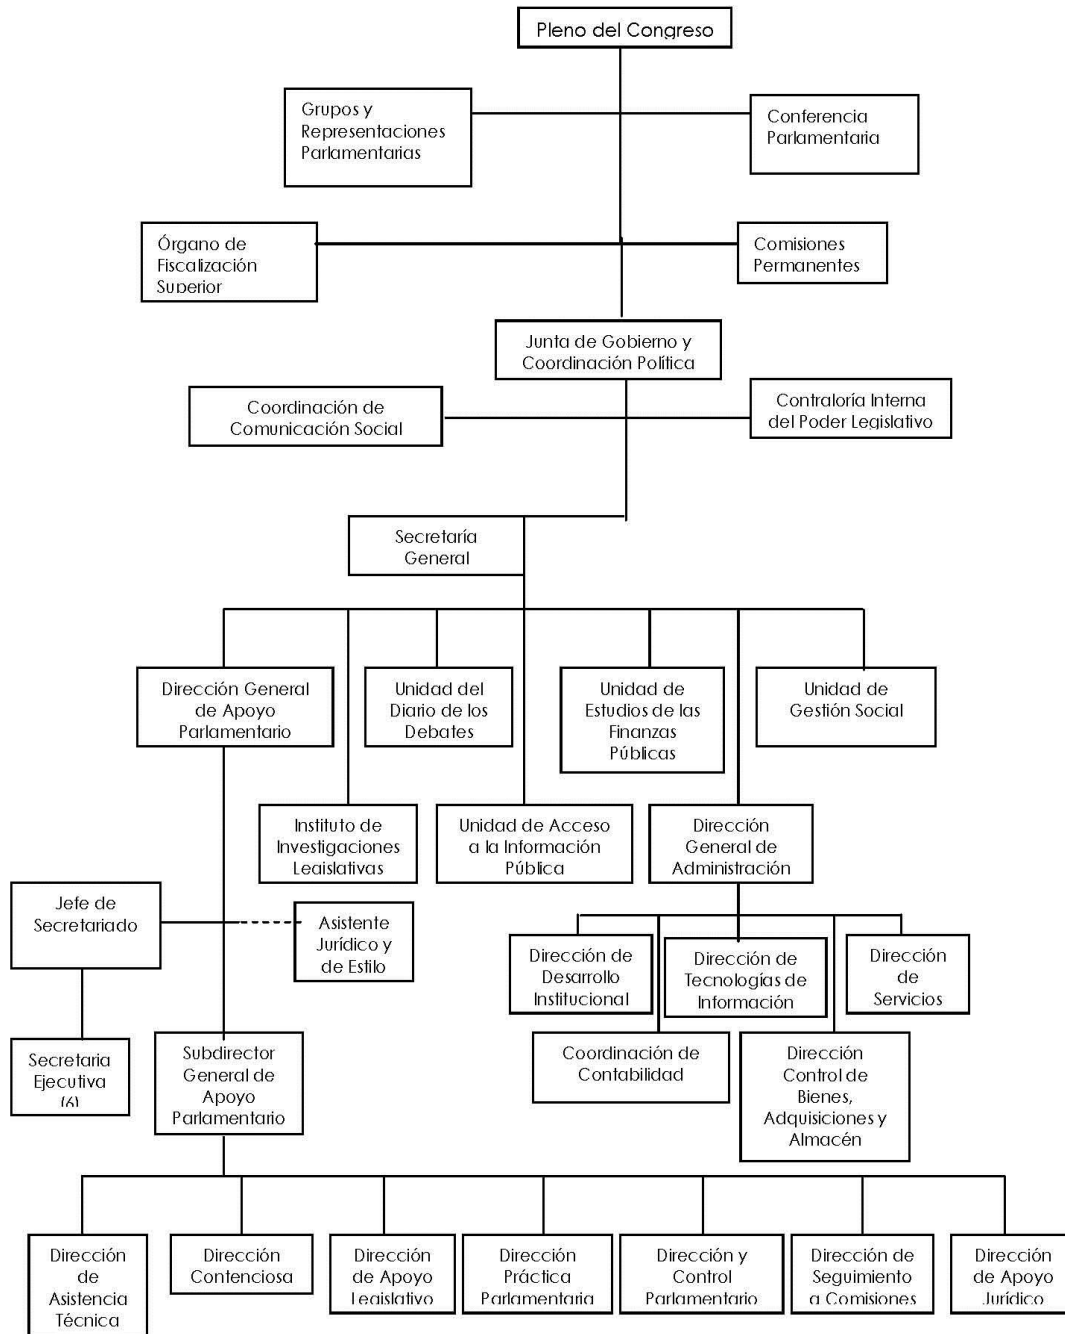 Pleno del Congreso
Grupos y
Representaciones
Parlamentarias
Conferencia
Parlamentaria
Órgano de
Fiscalización
Superior
Comisiones
Permanentes
Junta de Gobierno y
Coordinación Política
Coordinación de
Comunicación Social
Contraloría Interna
del Poder Legislativo
Secretaría
General
Dirección General
de Apoyo
Parlamentario
Unidad del
Diario de los
Debates
Unidad de
Estudios de las
Finanzas
Públicas
Unidad de
Gestión Social
Instituto de
Investigaciones
Legislativas
Unidad de Acceso
a la Información
Pública
Dirección
General de
Administración
Jefe de
Secretariado
Asistente
Jurídico y
de Estilo
Dirección de
Desarrollo
Institucional
Dirección de
Tecnologías de
Información
Dirección
de
Servicios
Secretaria
Ejecutiva
(6)
Subdirector
General de
Apoyo
Parlamentario
Coordinación de
Contabilidad
Dirección
Control de
Bienes,
Adquisiciones y
Almacén
Dirección
de
Asistencia
Técnica
Dirección
Contenciosa
Dirección
de Apoyo
Legislativo
Dirección
Práctica
Parlamentaria
Dirección y
Control
Parlamentario
Dirección de
Seguimiento
a Comisiones
Dirección
de Apoyo
Jurídico